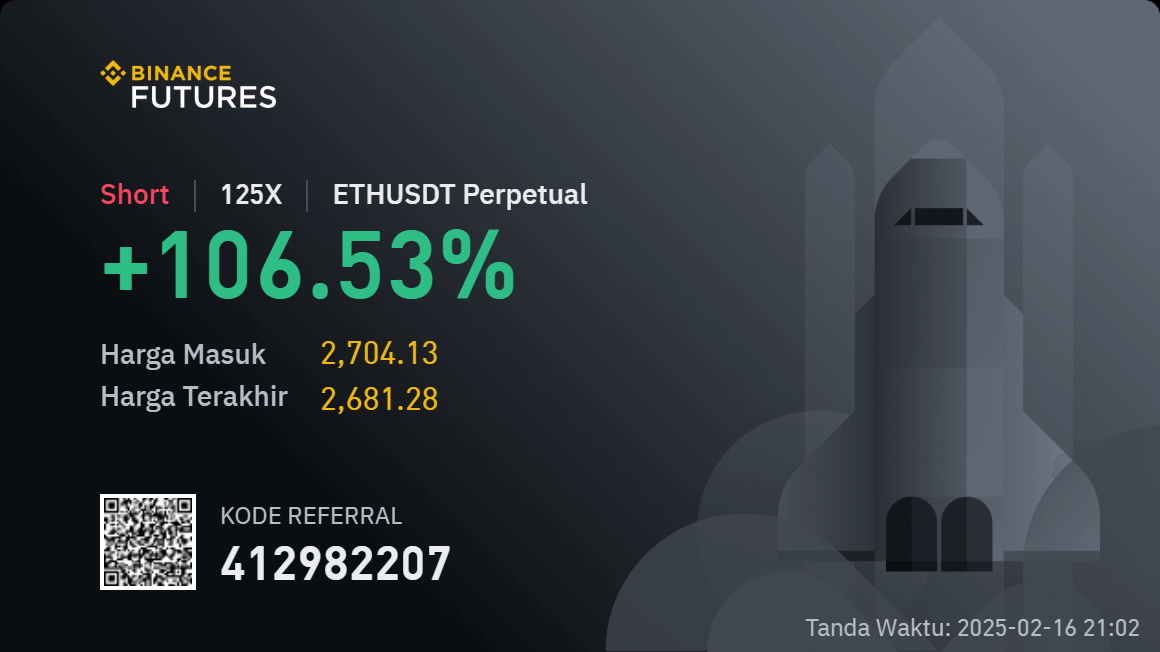 BINANCE
FUTURES
Short | 125X | ETHUSDT Perpetual
+106.53%
Harga Masuk 2,704.13
Harga Terakhir 2,681.28
KODE REFERRAL
412982207
Tanda Waktu: 2025-02-16 21:02